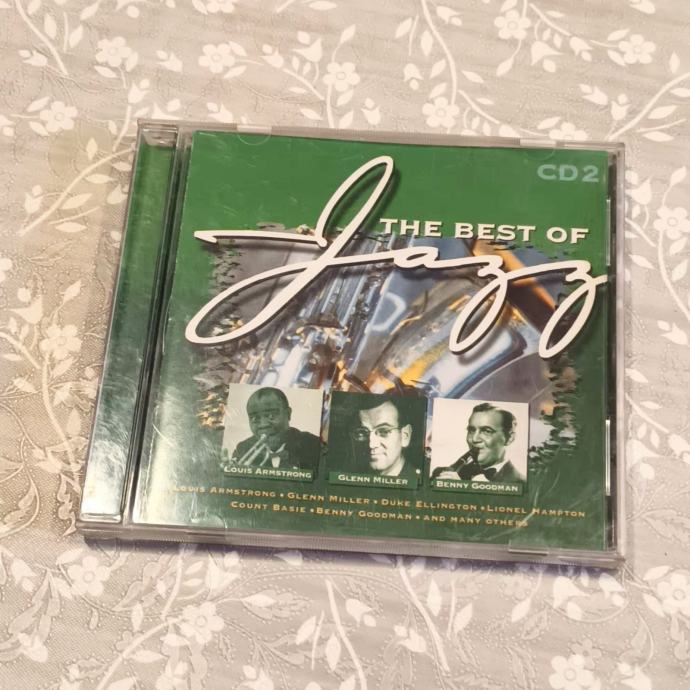 CD2
THE BEST OF
Jazz
LOUIS ARMSTRONG
GLENN MILLER
BENNY GOODMAN
LOUIS ARMSTRONG • GLENN MILLER • DUKE ELLINGTON • LIONEL HAMPTON
COUNT BASIE • BENNY GOODMAN • AND MANY OTHERS